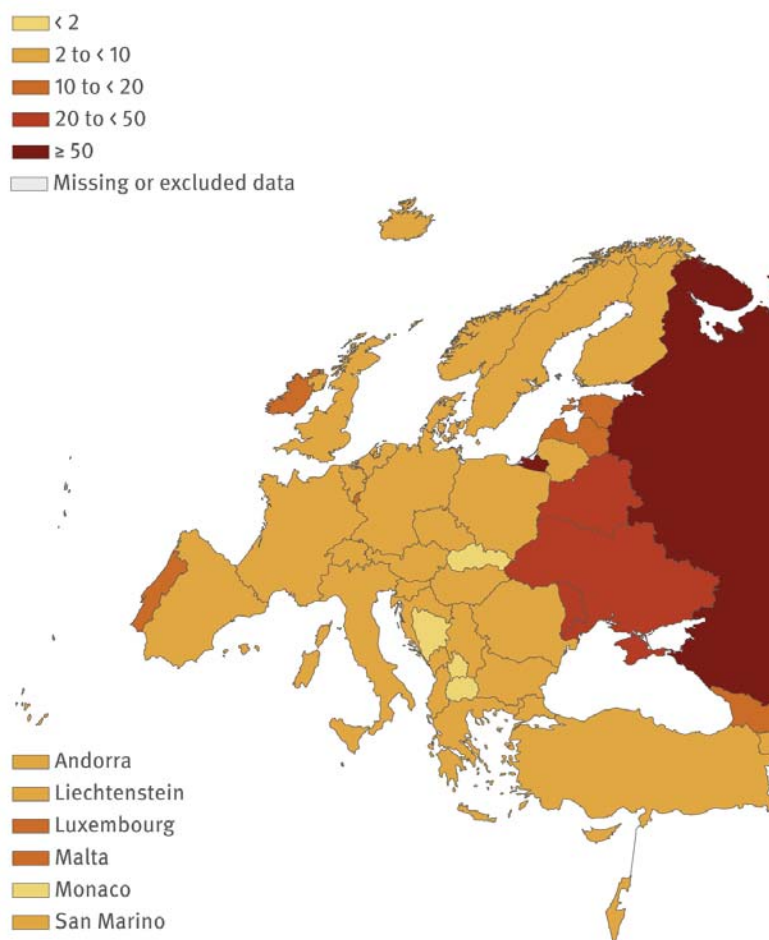 < 2
2 to < 10
10 to < 20
20 to < 50
≥ 50
Missing or excluded data
Andorra
Liechtenstein
Luxembourg
Malta
Monaco
San Marino